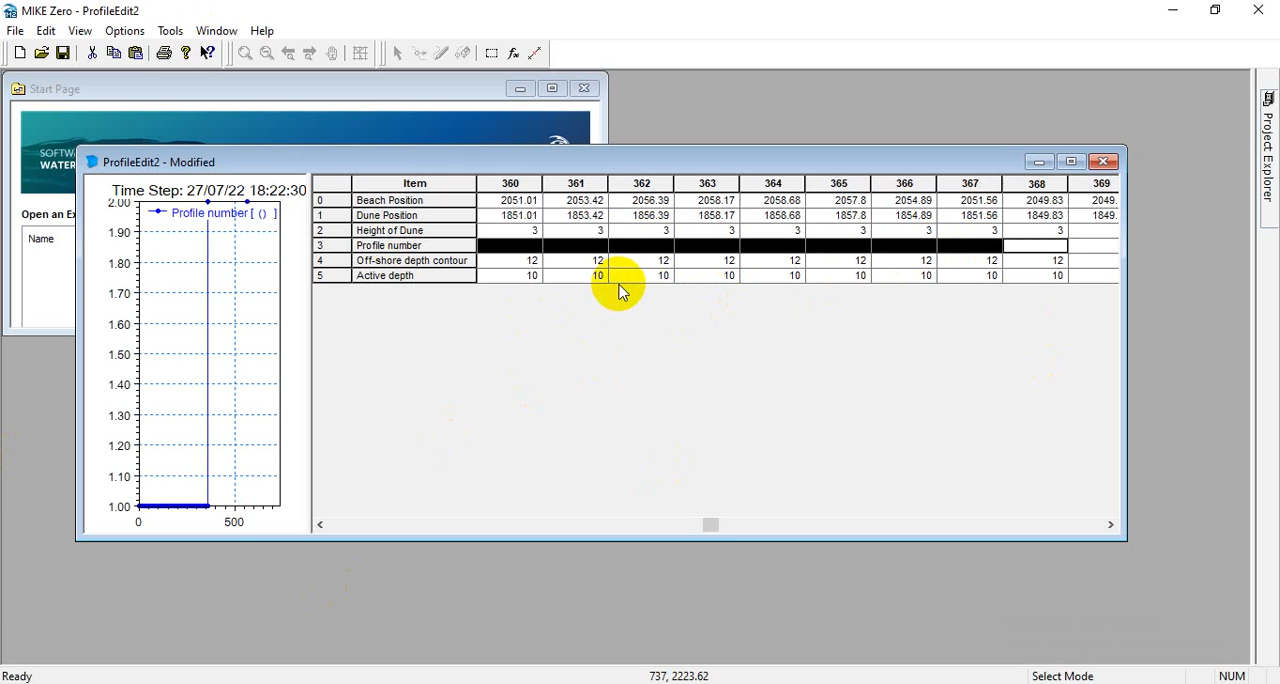 MIKE Zero - ProfileEdit2
File Edit View Options Tools Window Help
Start Page
SOFTW
WATER
Open an Ex
Name
Project Explorer
ProfileEdit2 - Modified
Time Step: 27/07/22 18:22:30
Profile number [ () ]
2.00
1.90
1.80
1.70
1.60
1.50
1.40
1.30
1.20
1.10
1.00
0 500
Item 360 361 362 363 364 365 366 367 368 369
0 Beach Position 2051.01 2053.42 2056.39 2058.17 2058.68 2057.8 2054.89 2051.56 2049.83 2049.
1 Dune Position 1851.01 1853.42 1856.39 1858.17 1858.68 1857.8 1854.89 1851.56 1849.83 1849.
2 Height of Dune 3 3 3 3 3 3 3 3 3
3 Profile number
4 Off-shore depth contour 12 12 12 12 12 12 12 12 12
5 Active depth 10 10 10 10 10 10 10 10 10
Ready 737, 2223.62 Select Mode NUM